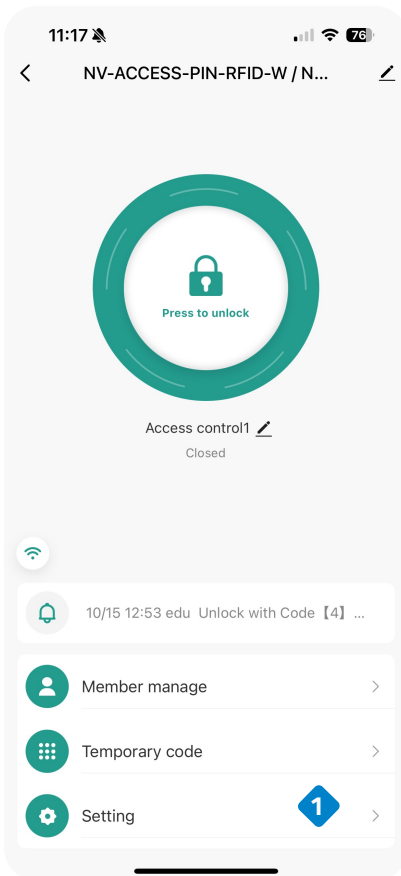 11:17
76
NV-ACCESS-PIN-RFID-W / N...
Press to unlock
Access control1
Closed
10/15 12:53 edu Unlock with Code【4】...
Member manage
Temporary code
Setting
1